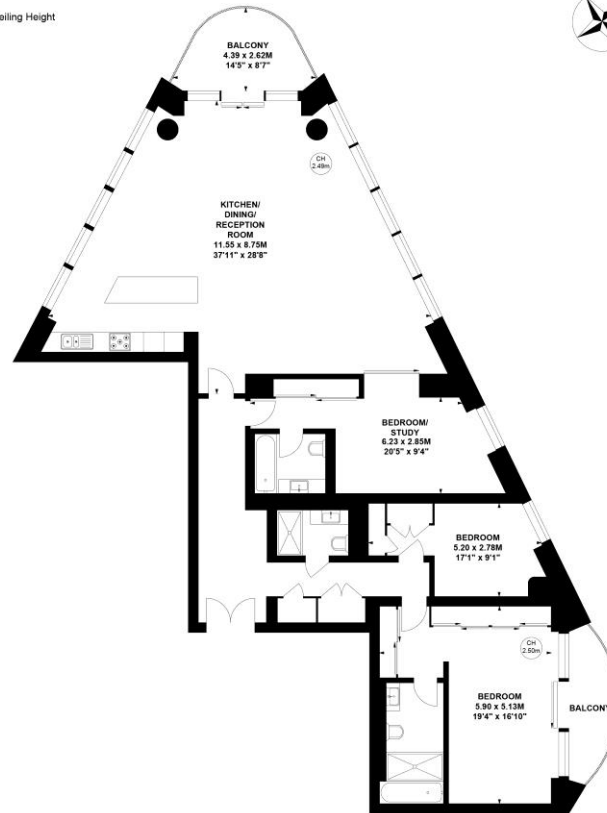 eiling Height
BALCONY
4.39 x 2.62M
14'5" x 8'7"
CH
2.49m
KITCHEN/
DINING/
RECEPTION
ROOM
11.55 x 8.75M
37'11" x 28'8"
BEDROOM/
STUDY
6.23 x 2.85M
20'5" x 9'4"
BEDROOM
5.20 x 2.78M
17'1" x 9'1"
CH
2.50m
BEDROOM
5.90 x 5.13M
19'4" x 16'10"
BALCONY